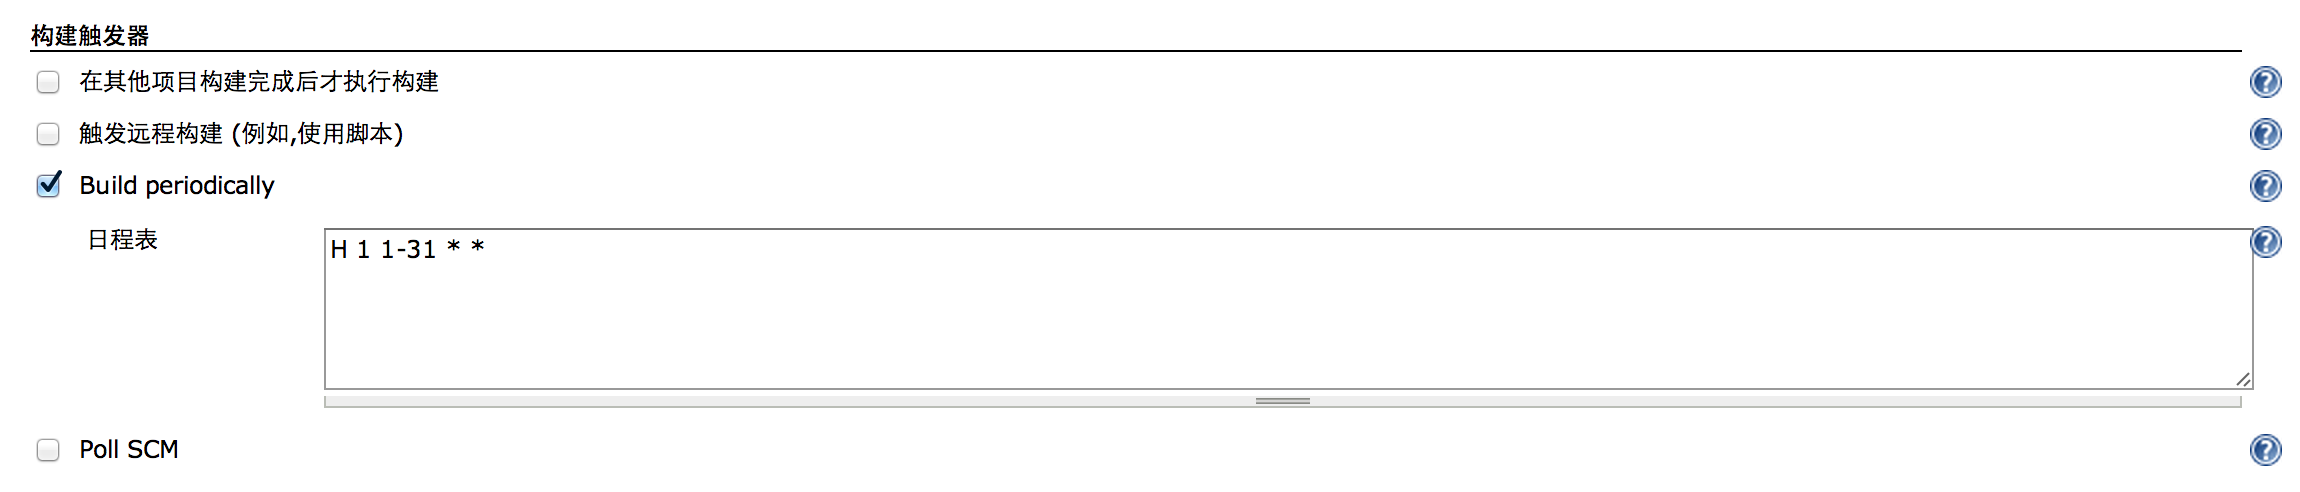 构建触发器
在其他项目构建完成后才执行构建
触发远程构建 (例如,使用脚本)
Build periodically
日程表
H 1 1-31 * *
Poll SCM